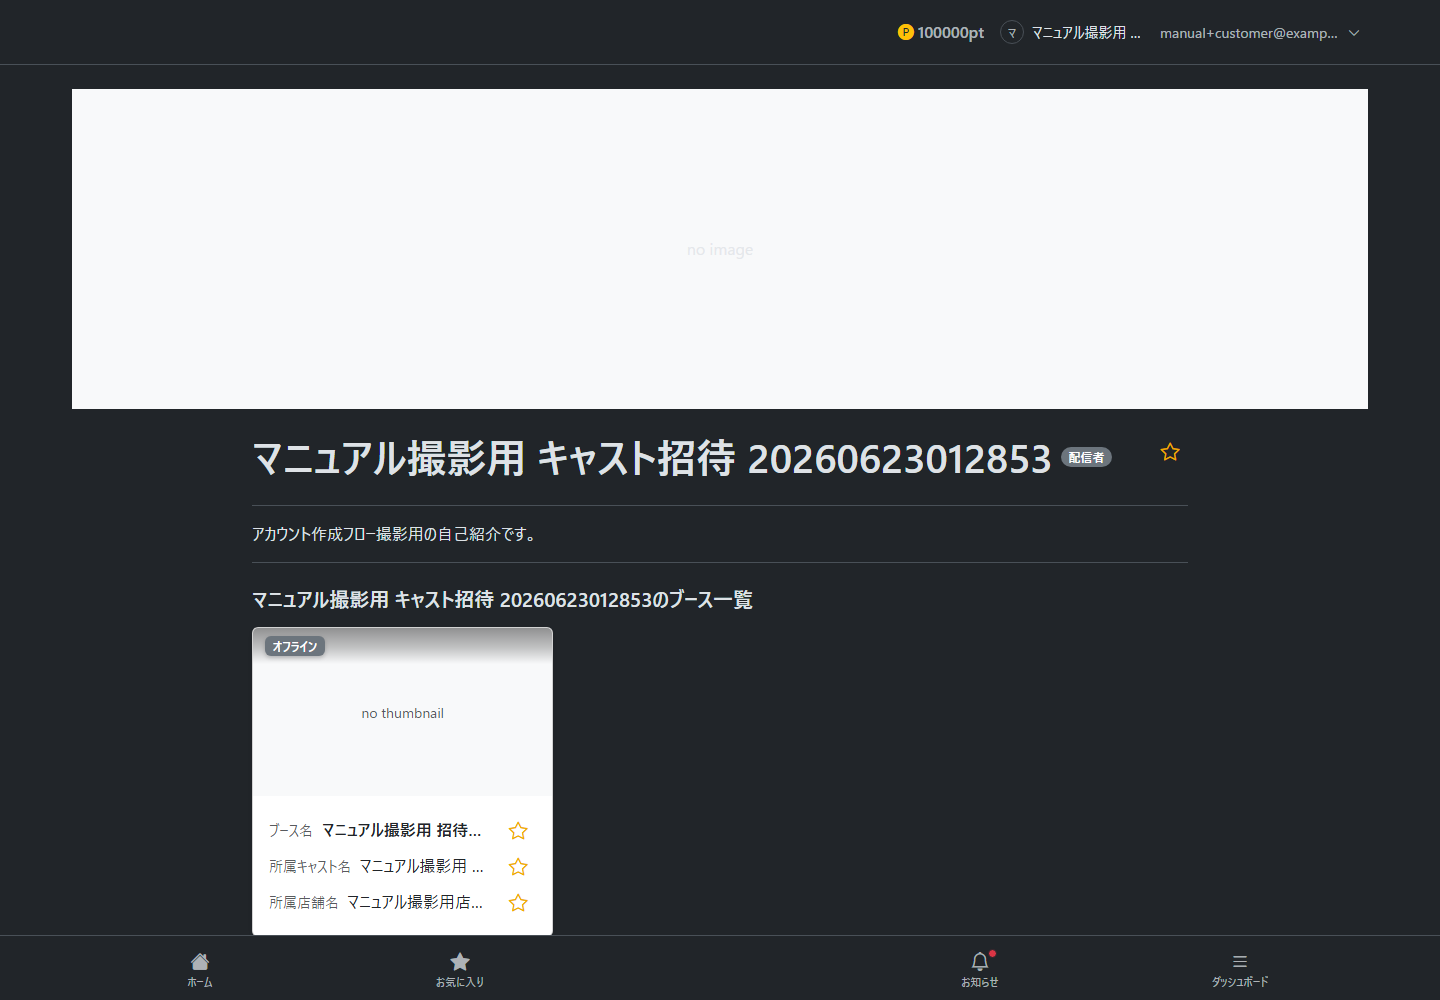 P 100000pt マ マニュアル撮影用 ... manual+customer@examp...
no image
マニュアル撮影用 キャスト招待 20260623012853 配信者
アカウント作成フロー撮影用の自己紹介です。
マニュアル撮影用 キャスト招待 20260623012853のブース一覧
オフライン
no thumbnail
ブース名 マニュアル撮影用 招待...
所属キャスト名 マニュアル撮影用 ...
所属店舗名 マニュアル撮影用店...
ホーム お気に入り お知らせ ダッシュボード